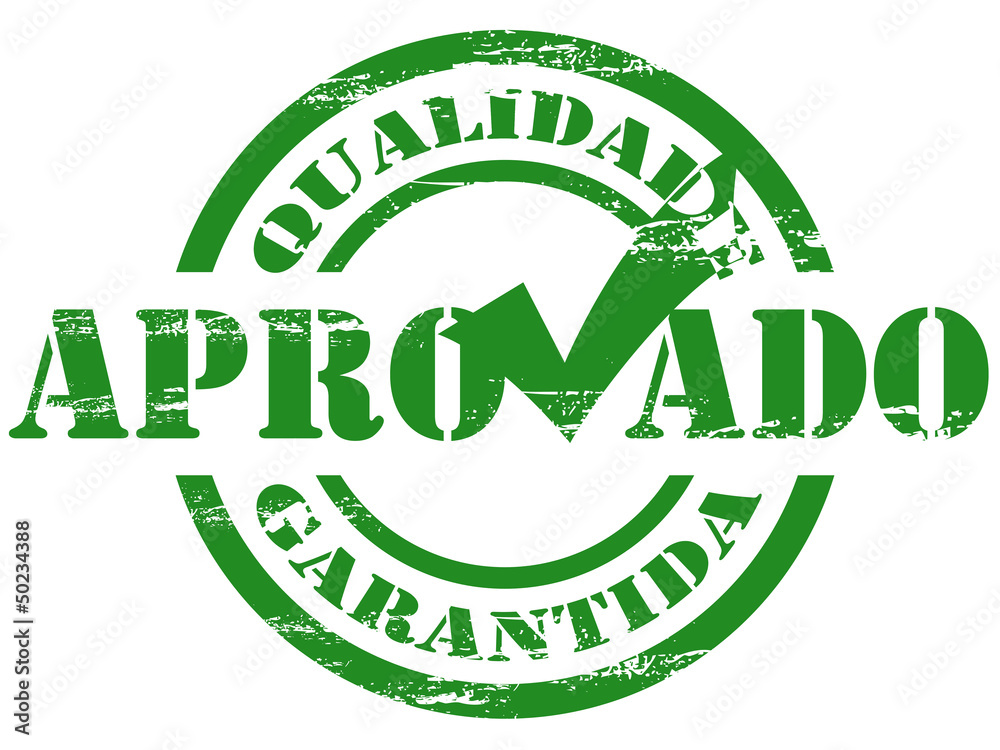 QUALIDADE
APROVADO
GARANTIDA
Adobe Stock | #50234388